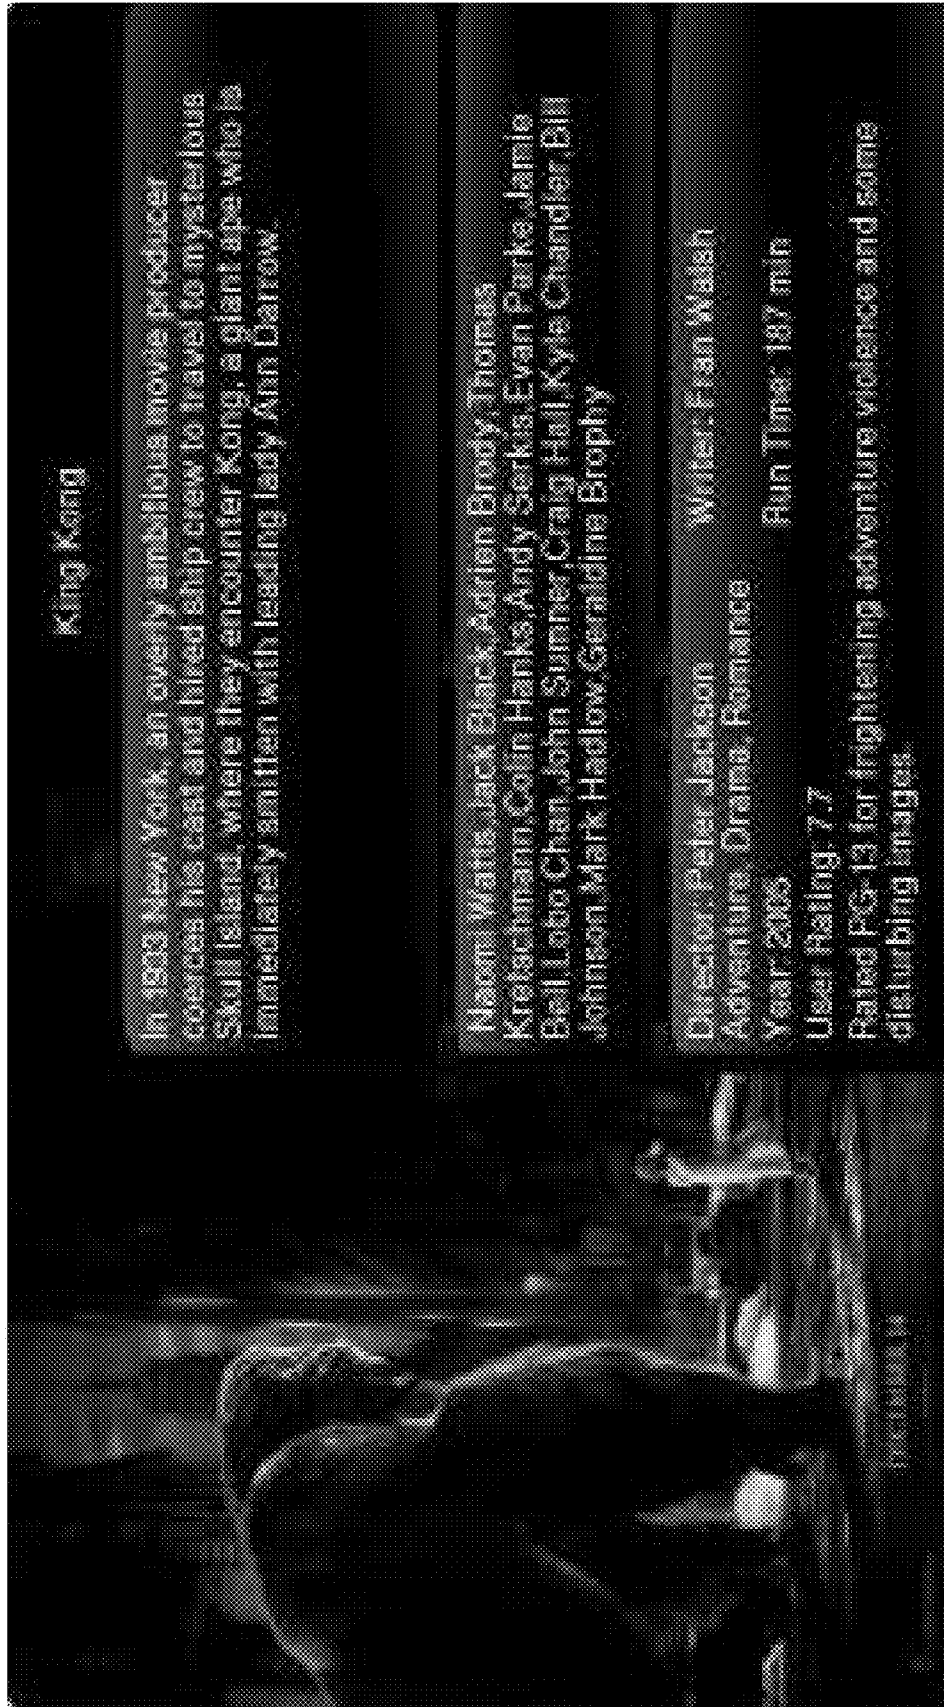 King Kong
In 1933 New York, an overly ambitious movie producer
coerces his cast and hired ship crew to travel to mysterious
Skull Island, where they encounter Kong, a giant ape who is
immediately smitten with leading lady Ann Darrow.
Naomi Watts,Jack Black,Adrien Brody,Thomas
Kretschmann,Colin Hanks,Andy Serkis,Evan Parke,Jamie
Bell,Lobo Chan,John Sumner,Craig Hall,Kyle Chandler,Bill
Johnson,Mark Hadlow,Geraldine Brophy
Director: Peter Jackson Writer: Fran Walsh
Adventure, Drama, Romance
Year: 2005 Run Time: 187 min
User Rating: 7.7
Rated PG-13 for frightening adventure violence and some
disturbing images